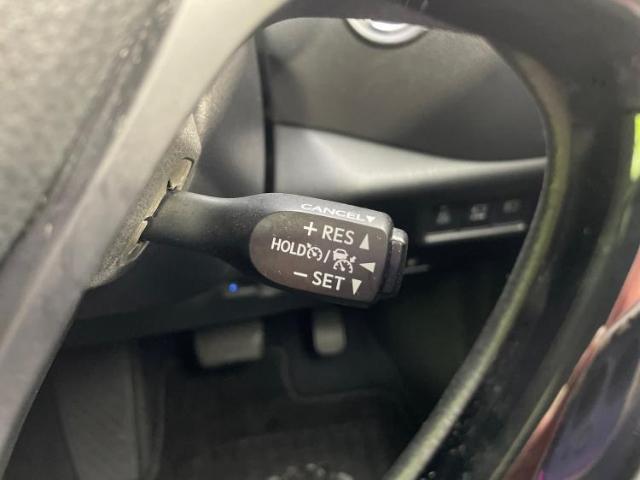 CANCEL▼
+ RES ▲
HOLD / ◀
− SET ▼